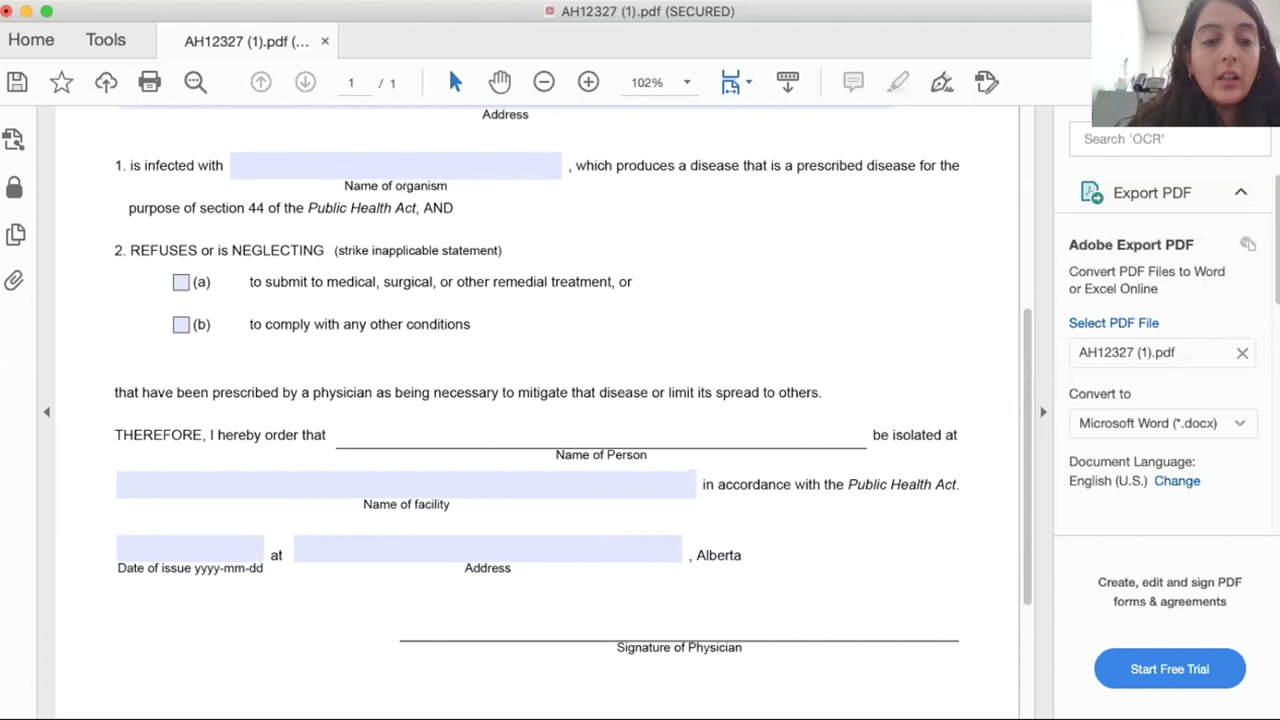 AH12327 (1).pdf (SECURED)
Home Tools AH12327 (1).pdf (... ×
1 / 1 102%
Address
1. is infected with , which produces a disease that is a prescribed disease for the
Name of organism
purpose of section 44 of the Public Health Act, AND
2. REFUSES or is NEGLECTING (strike inapplicable statement)
(a) to submit to medical, surgical, or other remedial treatment, or
(b) to comply with any other conditions
that have been prescribed by a physician as being necessary to mitigate that disease or limit its spread to others.
THEREFORE, I hereby order that be isolated at
Name of Person
in accordance with the Public Health Act.
Name of facility
at , Alberta
Date of issue yyyy-mm-dd Address
Signature of Physician
Search 'OCR'
Export PDF
Adobe Export PDF
Convert PDF Files to Word
or Excel Online
Select PDF File
AH12327 (1).pdf
Convert to
Microsoft Word (*.docx)
Document Language:
English (U.S.) Change
Create, edit and sign PDF
forms & agreements
Start Free Trial